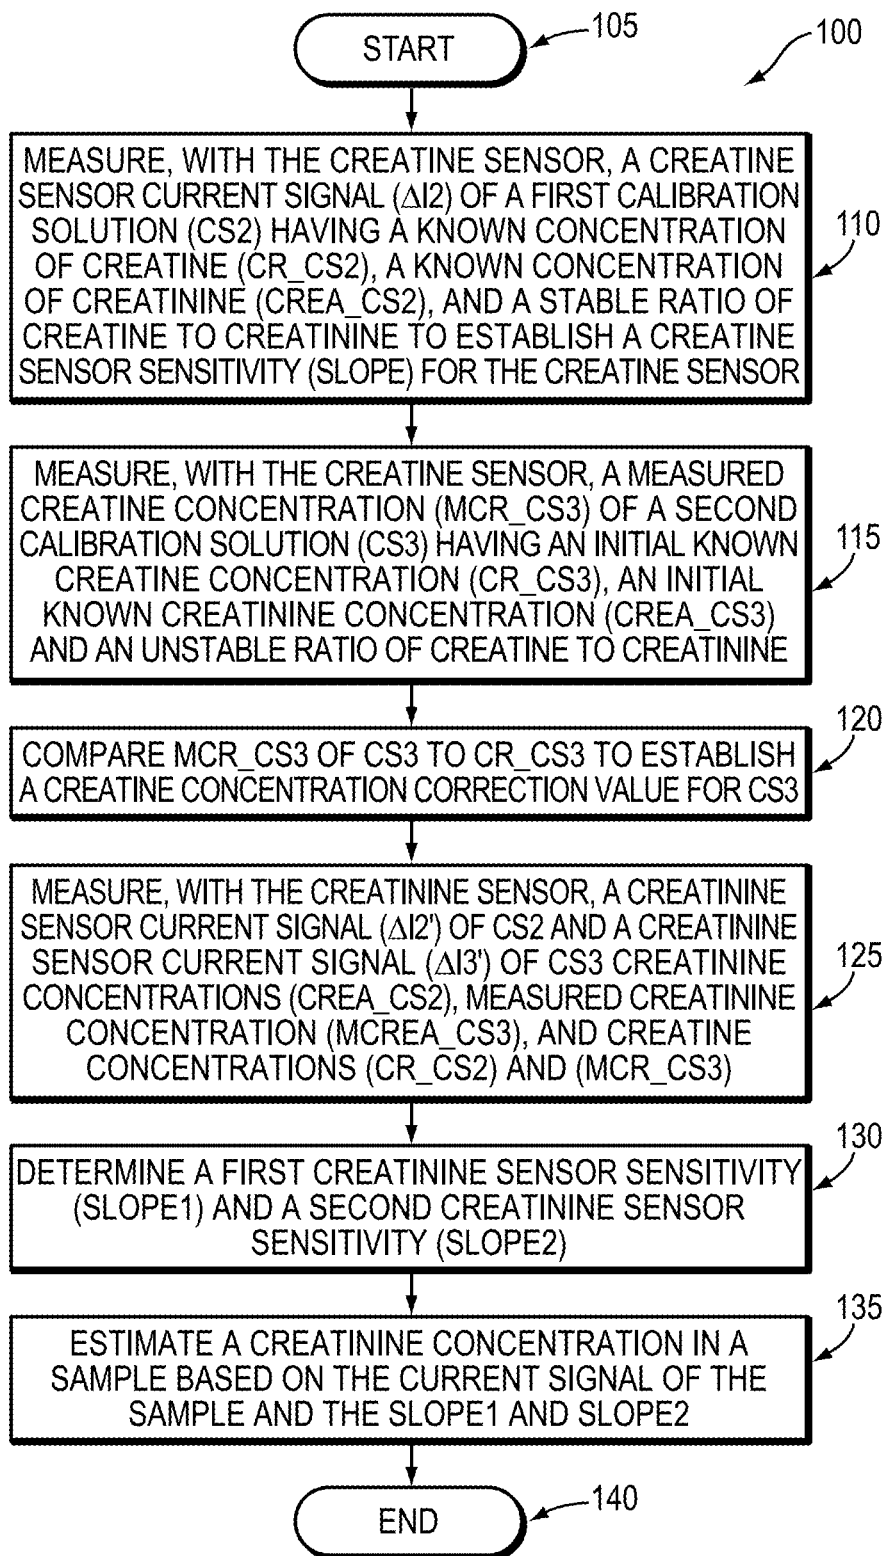 START
105
100
MEASURE, WITH THE CREATINE SENSOR, A CREATINE
SENSOR CURRENT SIGNAL (ΔI2) OF A FIRST CALIBRATION
SOLUTION (CS2) HAVING A KNOWN CONCENTRATION
OF CREATINE (CR_CS2), A KNOWN CONCENTRATION
OF CREATININE (CREA_CS2), AND A STABLE RATIO OF
CREATINE TO CREATININE TO ESTABLISH A CREATINE
SENSOR SENSITIVITY (SLOPE) FOR THE CREATINE SENSOR
110
MEASURE, WITH THE CREATINE SENSOR, A MEASURED
CREATINE CONCENTRATION (MCR_CS3) OF A SECOND
CALIBRATION SOLUTION (CS3) HAVING AN INITIAL KNOWN
CREATINE CONCENTRATION (CR_CS3), AN INITIAL
KNOWN CREATININE CONCENTRATION (CREA_CS3)
AND AN UNSTABLE RATIO OF CREATINE TO CREATININE
115
COMPARE MCR_CS3 OF CS3 TO CR_CS3 TO ESTABLISH
A CREATINE CONCENTRATION CORRECTION VALUE FOR CS3
120
MEASURE, WITH THE CREATININE SENSOR, A CREATININE
SENSOR CURRENT SIGNAL (ΔI2') OF CS2 AND A CREATININE
SENSOR CURRENT SIGNAL (ΔI3') OF CS3 CREATININE
CONCENTRATIONS (CREA_CS2), MEASURED CREATININE
CONCENTRATION (MCREA_CS3), AND CREATINE
CONCENTRATIONS (CR_CS2) AND (MCR_CS3)
125
DETERMINE A FIRST CREATININE SENSOR SENSITIVITY
(SLOPE1) AND A SECOND CREATININE SENSOR
SENSITIVITY (SLOPE2)
130
ESTIMATE A CREATININE CONCENTRATION IN A
SAMPLE BASED ON THE CURRENT SIGNAL OF THE
SAMPLE AND THE SLOPE1 AND SLOPE2
135
END
140